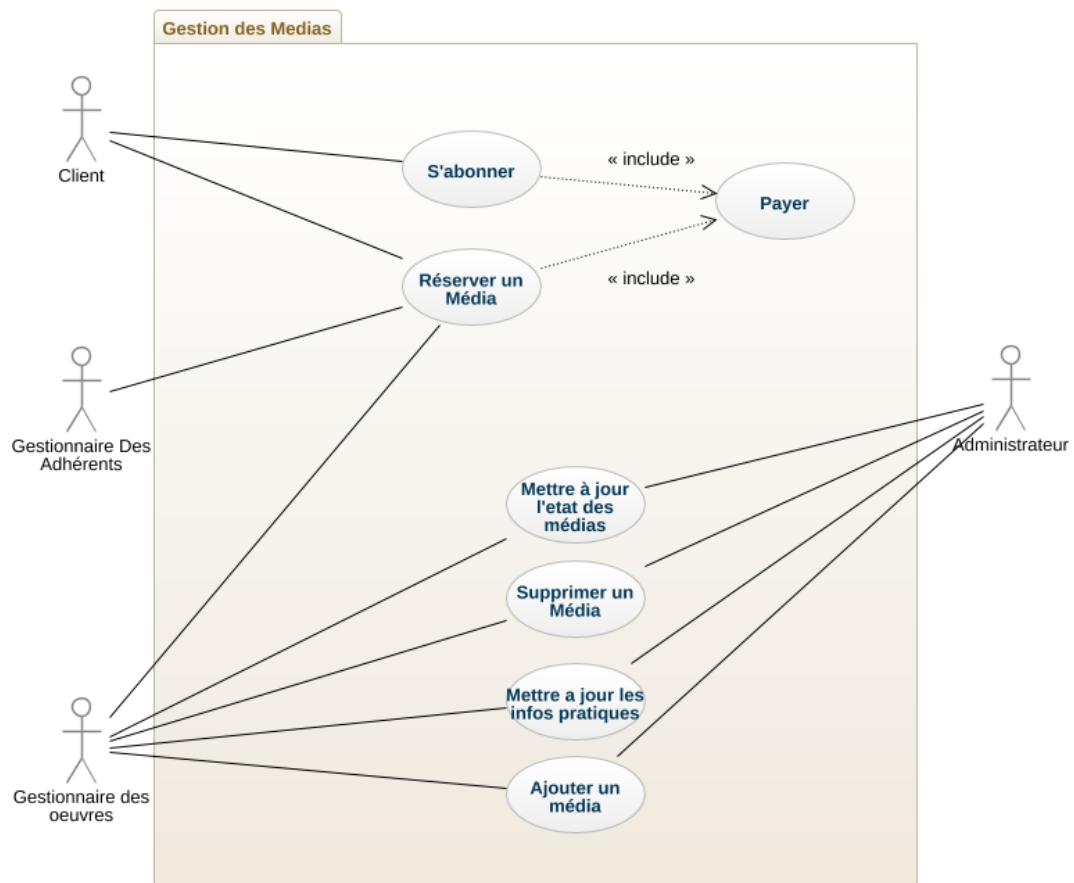 Gestion des Medias
Client
S'abonner
« include »
Payer
Réserver un
Média
« include »
Gestionnaire Des
Adhérents
Administrateur
Mettre à jour
l'etat des
médias
Supprimer un
Média
Mettre a jour les
infos pratiques
Gestionnaire des
oeuvres
Ajouter un
média